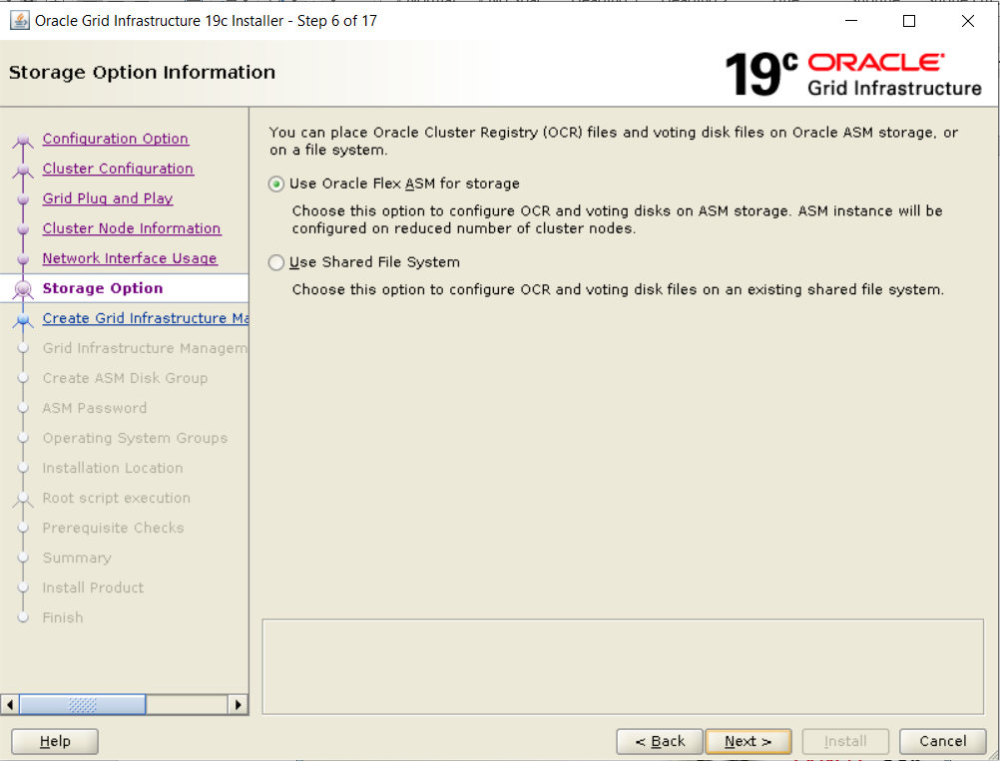 Oracle Grid Infrastructure 19c Installer - Step 6 of 17
Storage Option Information
19c ORACLE
Grid Infrastructure
Configuration Option
Cluster Configuration
Grid Plug and Play
Cluster Node Information
Network Interface Usage
Storage Option
Create Grid Infrastructure Ma
Grid Infrastructure Managem
Create ASM Disk Group
ASM Password
Operating System Groups
Installation Location
Root script execution
Prerequisite Checks
Summary
Install Product
Finish
You can place Oracle Cluster Registry (OCR) files and voting disk files on Oracle ASM storage, or
on a file system.
Use Oracle Flex ASM for storage
Choose this option to configure OCR and voting disks on ASM storage. ASM instance will be
configured on reduced number of cluster nodes.
Use Shared File System
Choose this option to configure OCR and voting disk files on an existing shared file system.
Help
< Back
Next >
Install
Cancel